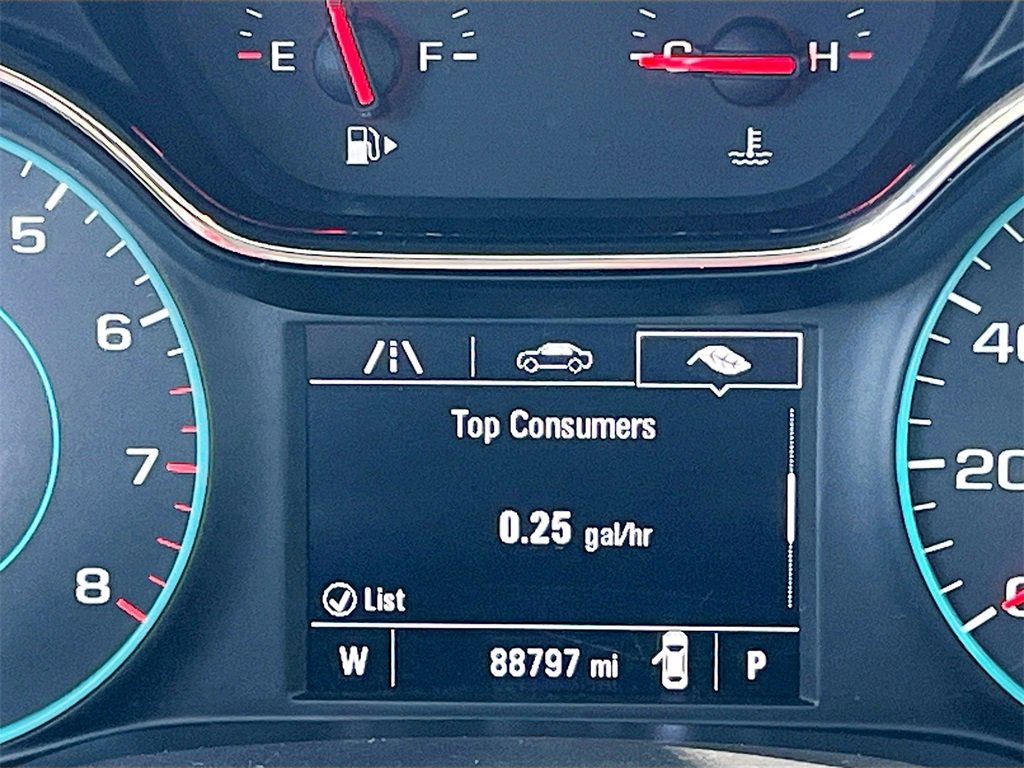 E F
C H
5
6
7
8
40
20
Top Consumers
0.25 gal/hr
List
W 88797 mi P